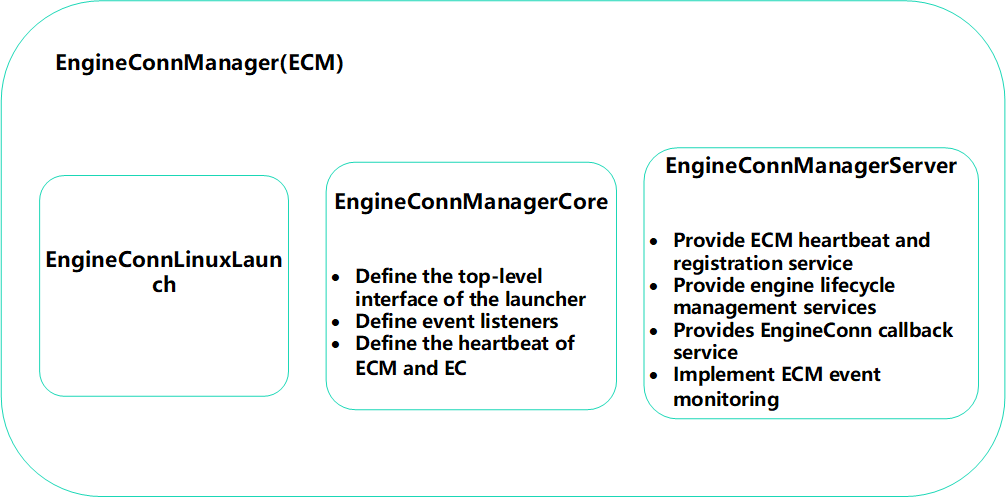 EngineConnManager(ECM)
EngineConnLinuxLaun
ch
EngineConnManagerCore
• Define the top-level
interface of the launcher
• Define event listeners
• Define the heartbeat of
ECM and EC
EngineConnManagerServer
• Provide ECM heartbeat and
registration service
• Provide engine lifecycle
management services
• Provides EngineConn callback
service
• Implement ECM event
monitoring